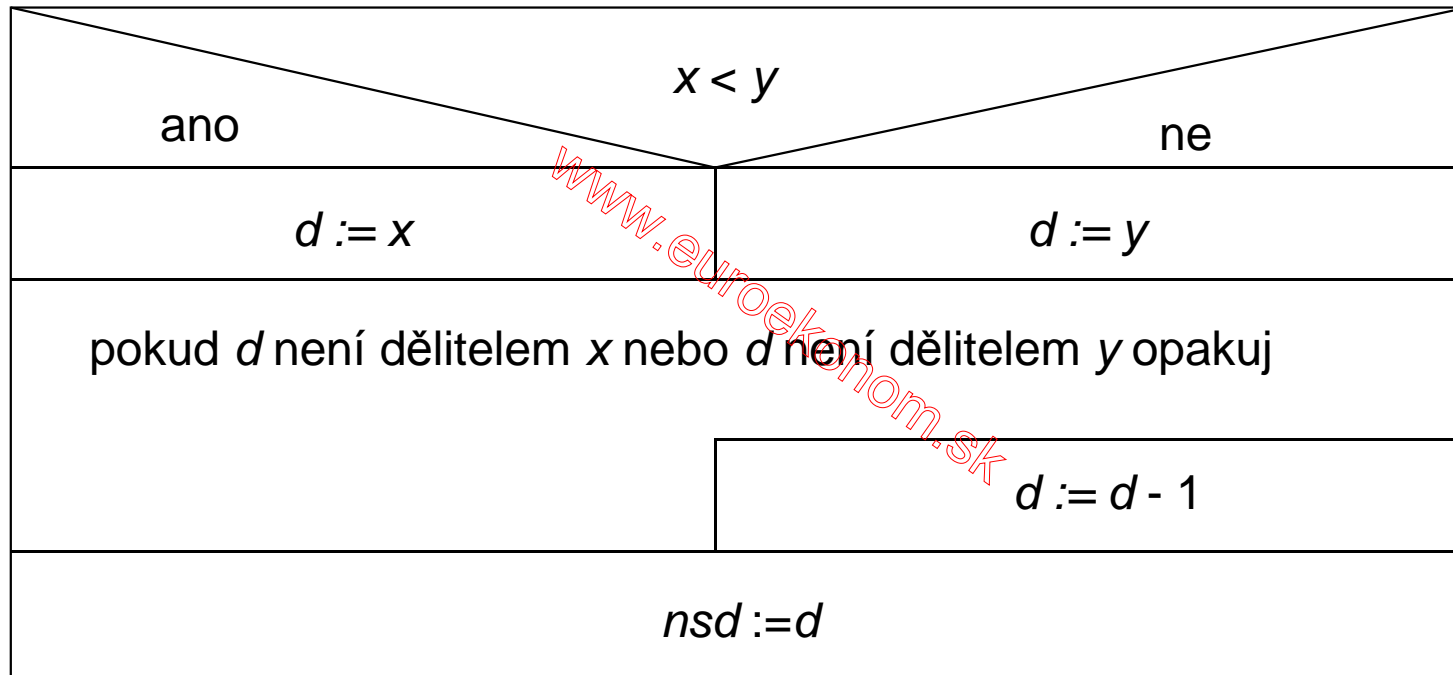 x < y
ano
ne
d := x
d := y
pokud d není dělitelem x nebo d není dělitelem y opakuj
d := d - 1
nsd :=d
www.euroekonom.sk